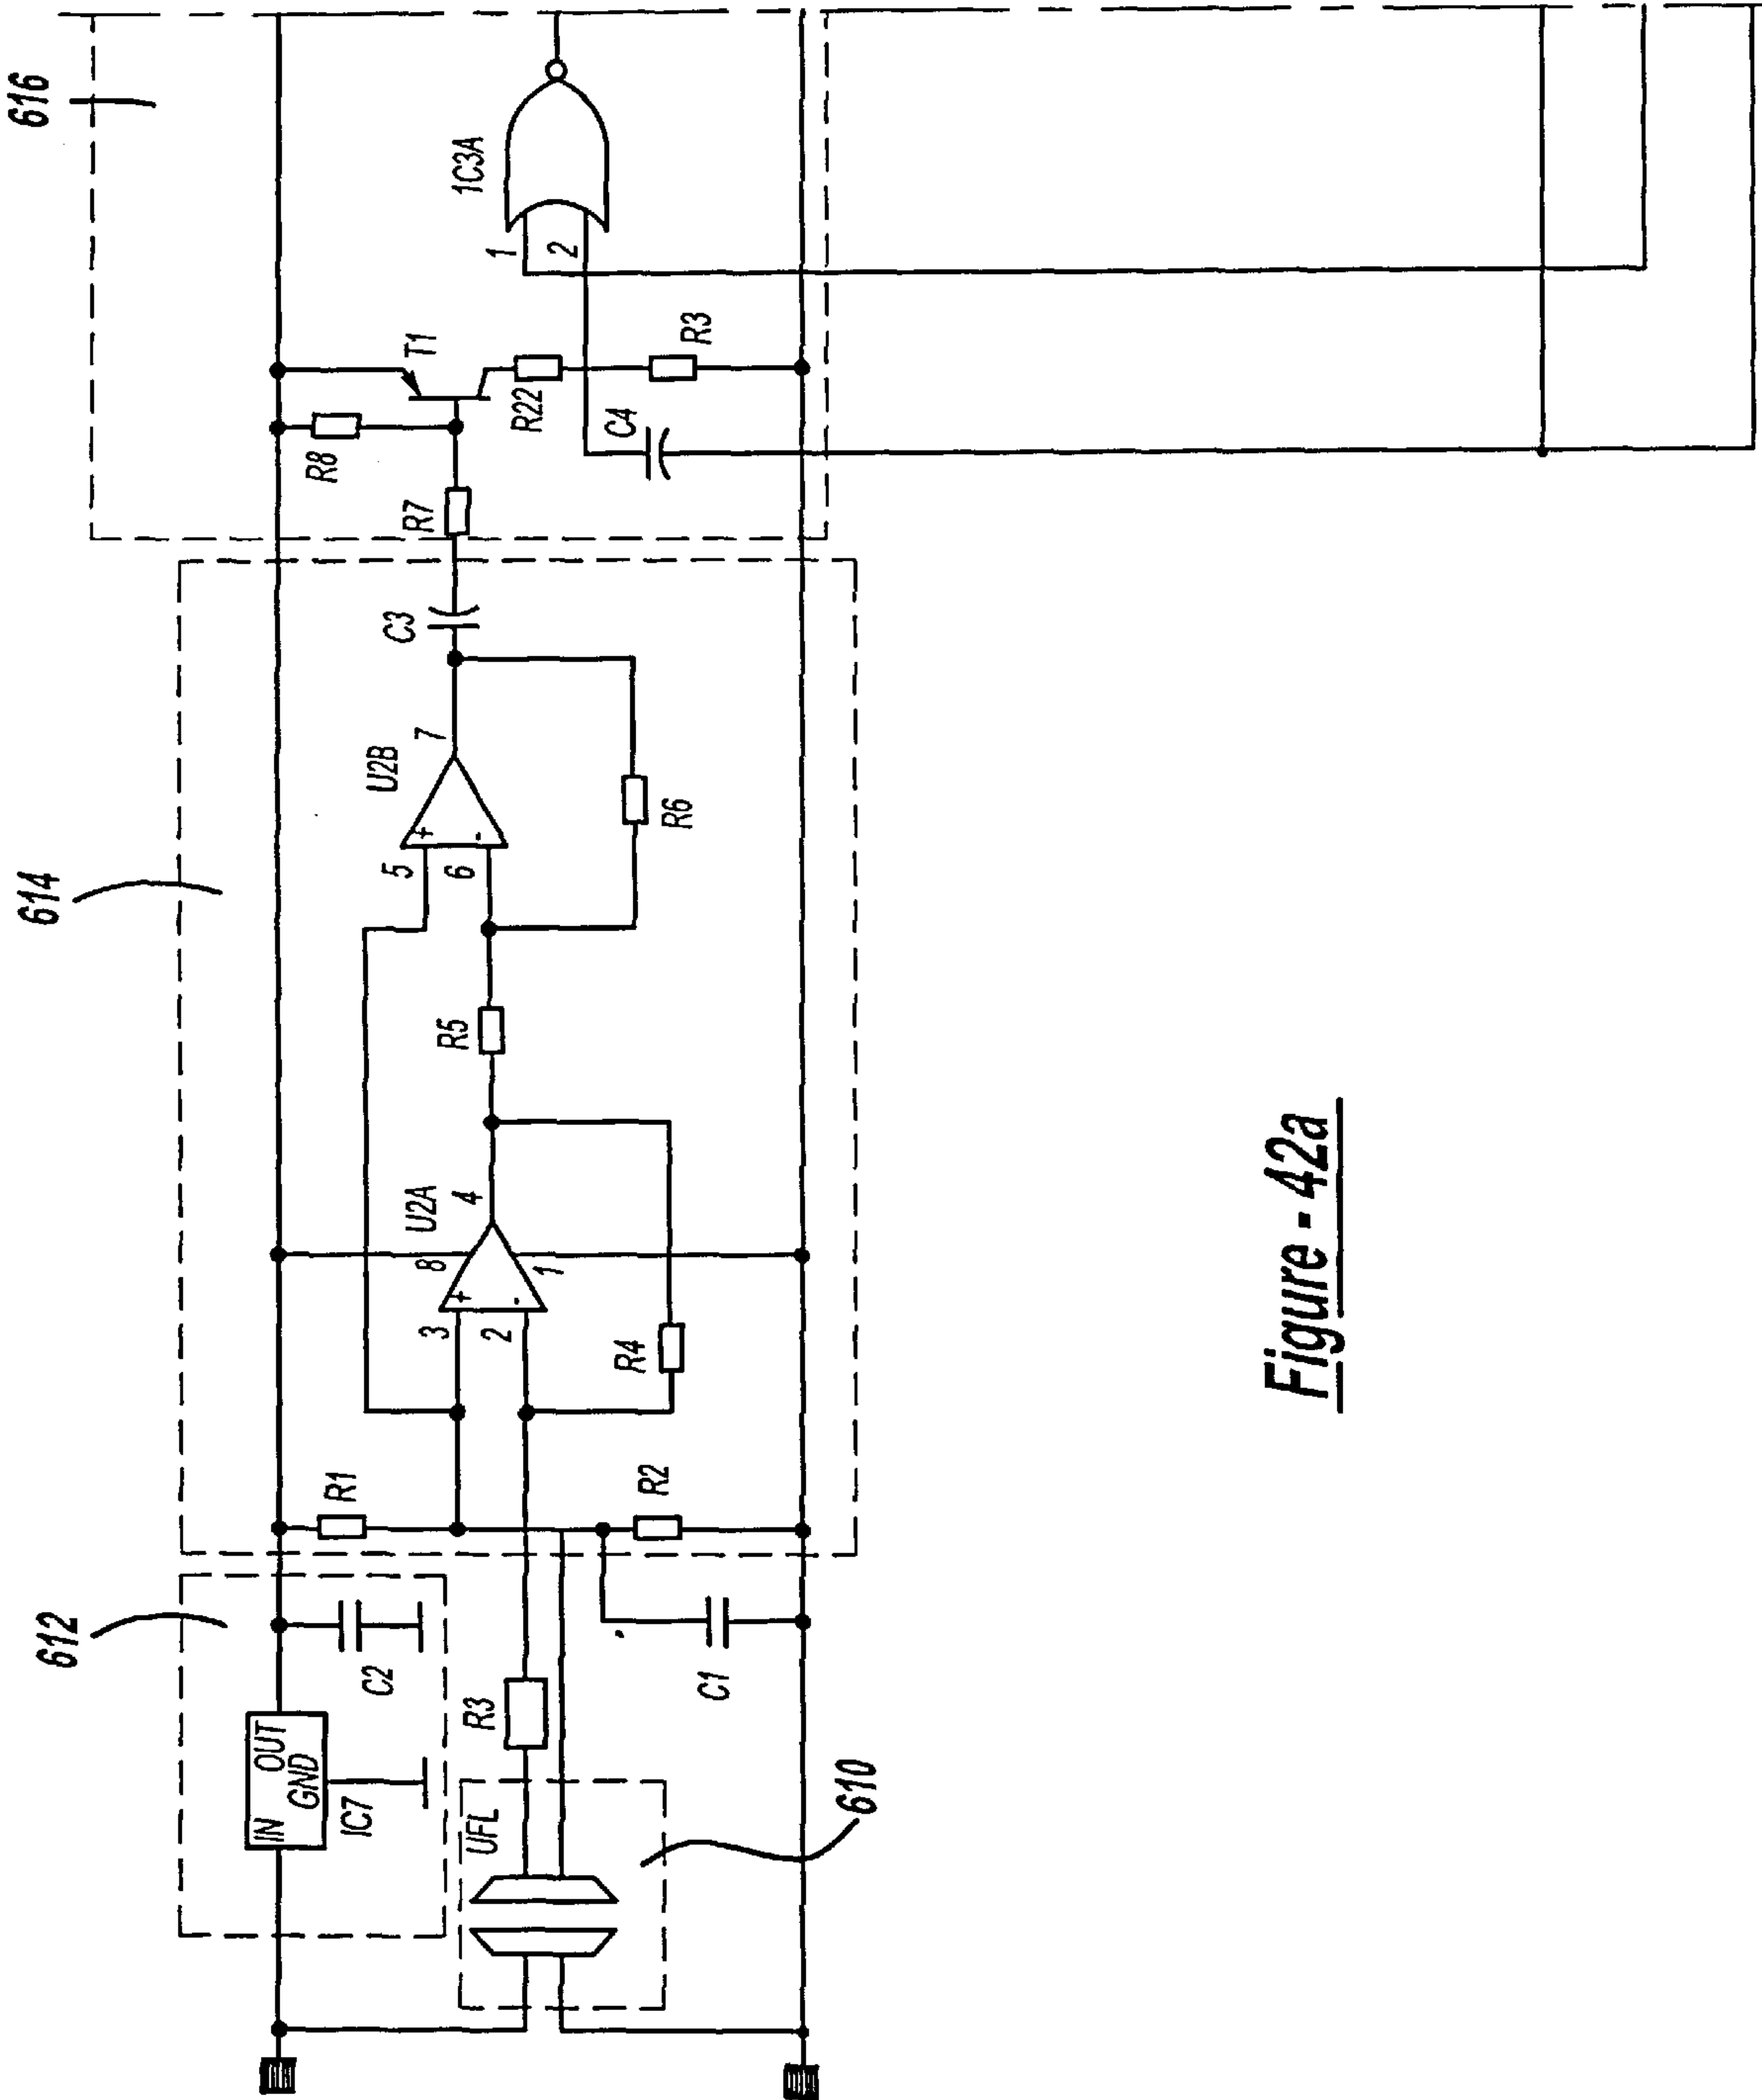 612
614
616
IN OUT
GND
IC7
C2
UFL
R3
610
C1
R1
R2
3
2
+
-
8
1
U2A
4
R4
R5
5
6
+
-
U2B
7
R6
C3
R7
R8
T1
R22
R3
C4
1
2
1C3A
Figure - 42a